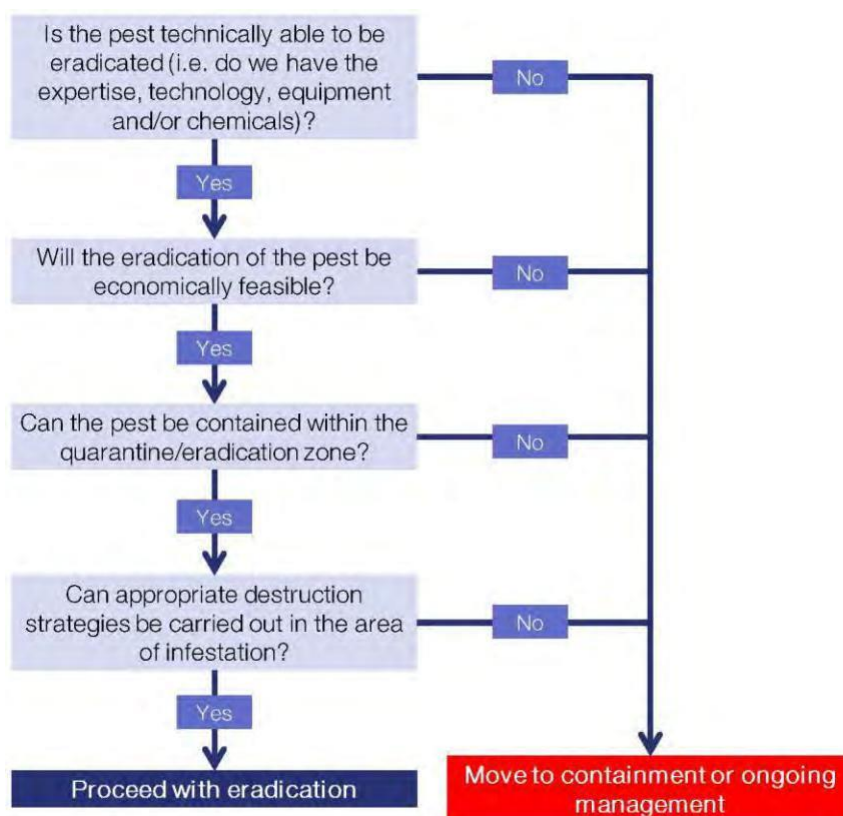 Is the pest technically able to be
eradicated (i.e. do we have the
expertise, technology, equipment
and/or chemicals)?
No
Yes
Will the eradication of the pest be
economically feasible?
No
Yes
Can the pest be contained within the
quarantine/eradication zone?
No
Yes
Can appropriate destruction
strategies be carried out in the area
of infestation?
No
Yes
Proceed with eradication
Move to containment or ongoing
management